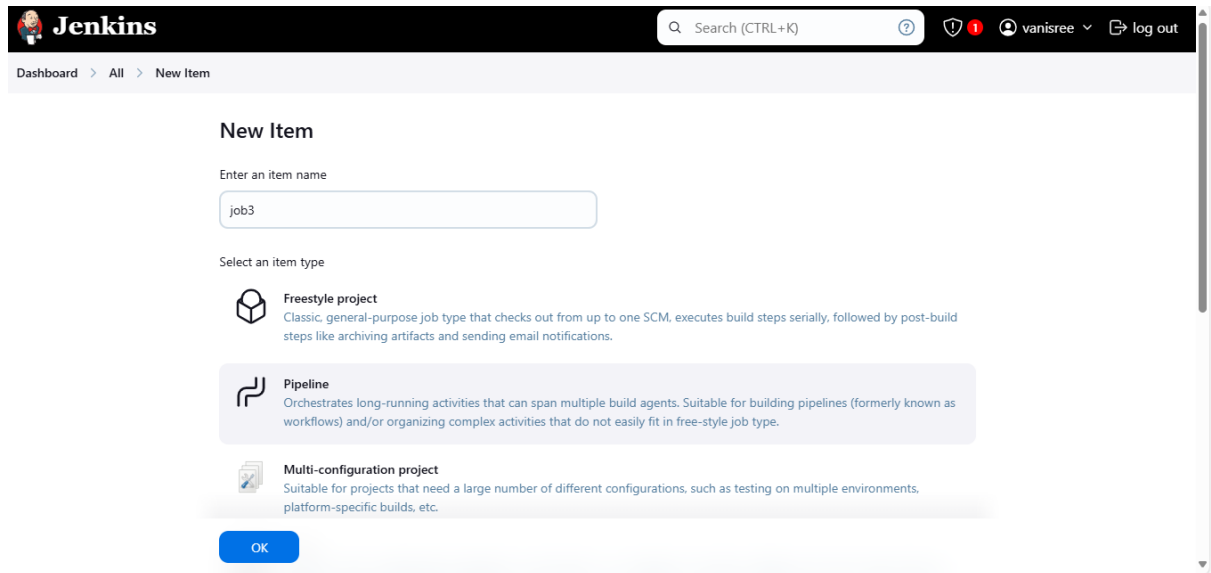 Jenkins
Search (CTRL+K)
?
1
vanisree
log out
Dashboard > All > New Item
New Item
Enter an item name
job3
Select an item type
Freestyle project
Classic, general-purpose job type that checks out from up to one SCM, executes build steps serially, followed by post-build
steps like archiving artifacts and sending email notifications.
Pipeline
Orchestrates long-running activities that can span multiple build agents. Suitable for building pipelines (formerly known as
workflows) and/or organizing complex activities that do not easily fit in free-style job type.
Multi-configuration project
Suitable for projects that need a large number of different configurations, such as testing on multiple environments,
platform-specific builds, etc.
OK